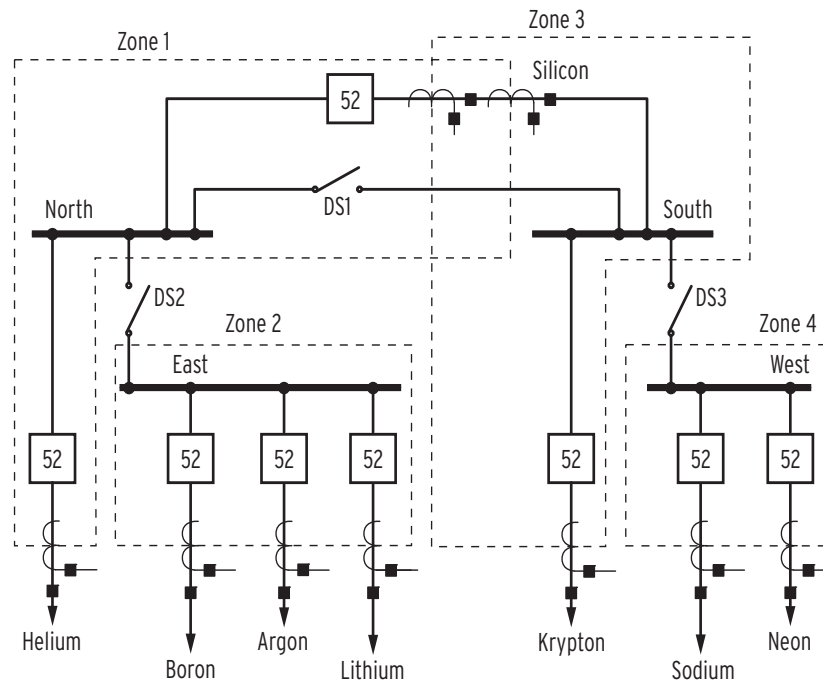 Zone 3
Zone 1
Silicon
52
DS1
North
South
DS2
DS3
Zone 2
Zone 4
East
West
52
52
52
52
52
52
52
Helium
Argon
Krypton
Neon
Boron
Lithium
Sodium